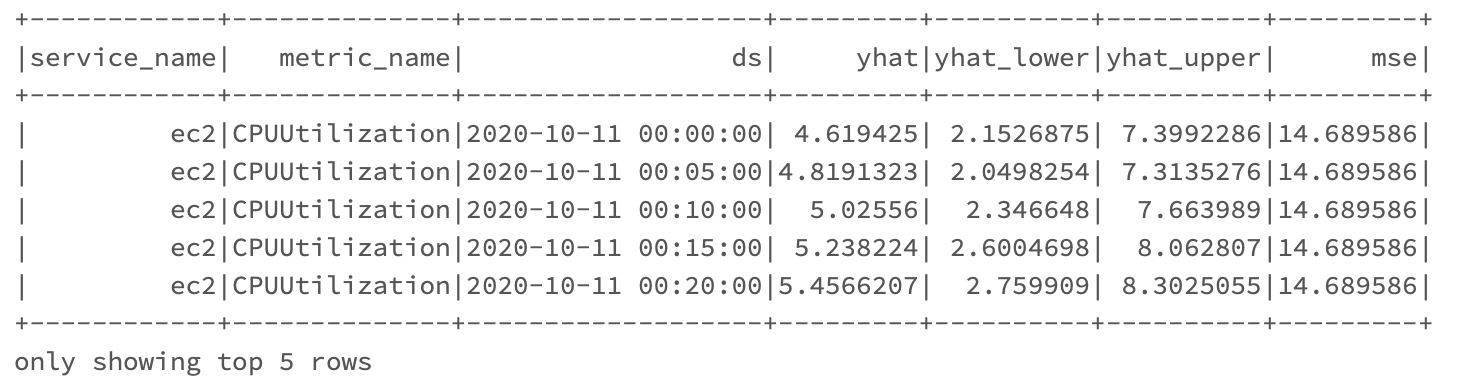 +------------+--------------+-------------------+---------+----------+----------+---------+
|service_name|   metric_name|                 ds|     yhat|yhat_lower|yhat_upper|      mse|
+------------+--------------+-------------------+---------+----------+----------+---------+
|         ec2|CPUUtilization|2020-10-11 00:00:00| 4.619425| 2.1526875| 7.3992286|14.689586|
|         ec2|CPUUtilization|2020-10-11 00:05:00|4.8191323| 2.0498254| 7.3135276|14.689586|
|         ec2|CPUUtilization|2020-10-11 00:10:00|  5.02556|  2.346648|  7.663989|14.689586|
|         ec2|CPUUtilization|2020-10-11 00:15:00| 5.238224| 2.6004698|  8.062807|14.689586|
|         ec2|CPUUtilization|2020-10-11 00:20:00|5.4566207|  2.759909| 8.3025055|14.689586|
+------------+--------------+-------------------+---------+----------+----------+---------+
only showing top 5 rows